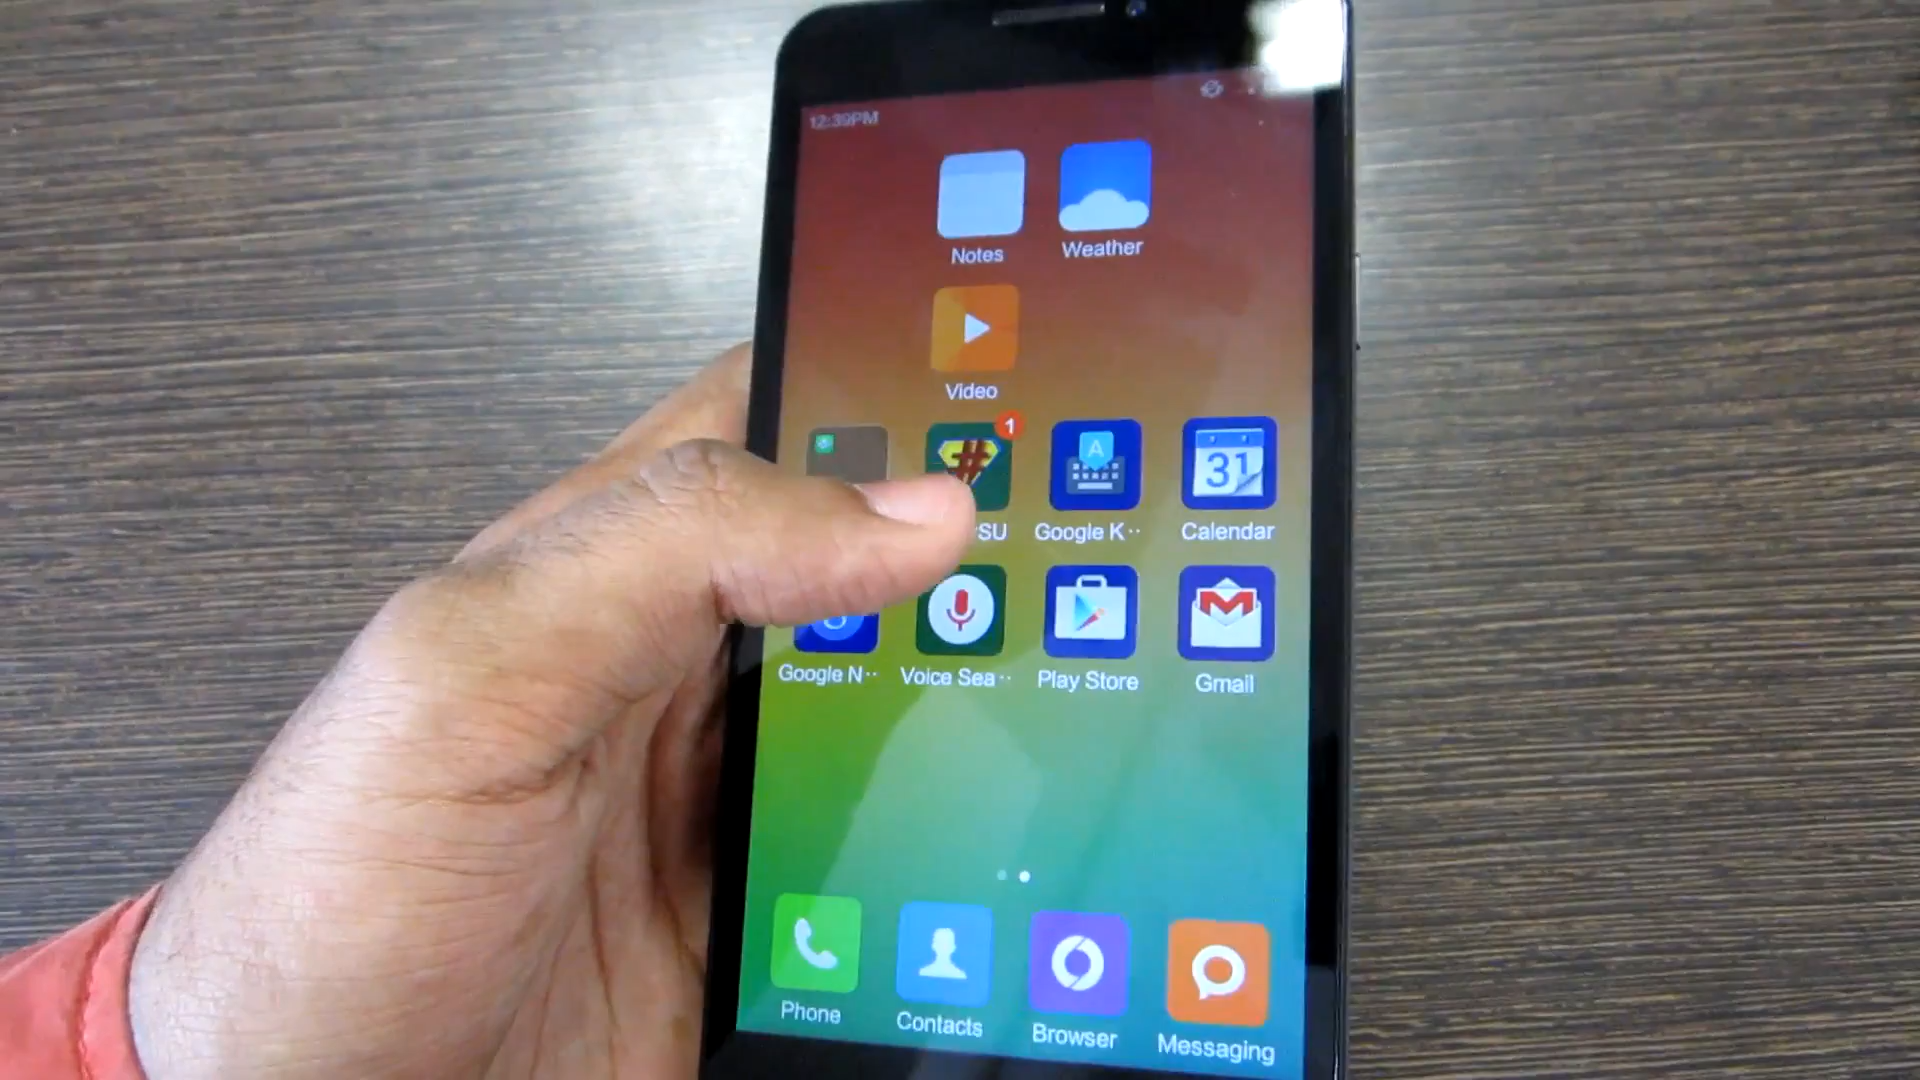 12:39PM
Notes
Weather
Video
1
#
A
31
SU
Google K··
Calendar
Google N··
Voice Sea··
Play Store
Gmail
Phone
Contacts
Browser
Messaging